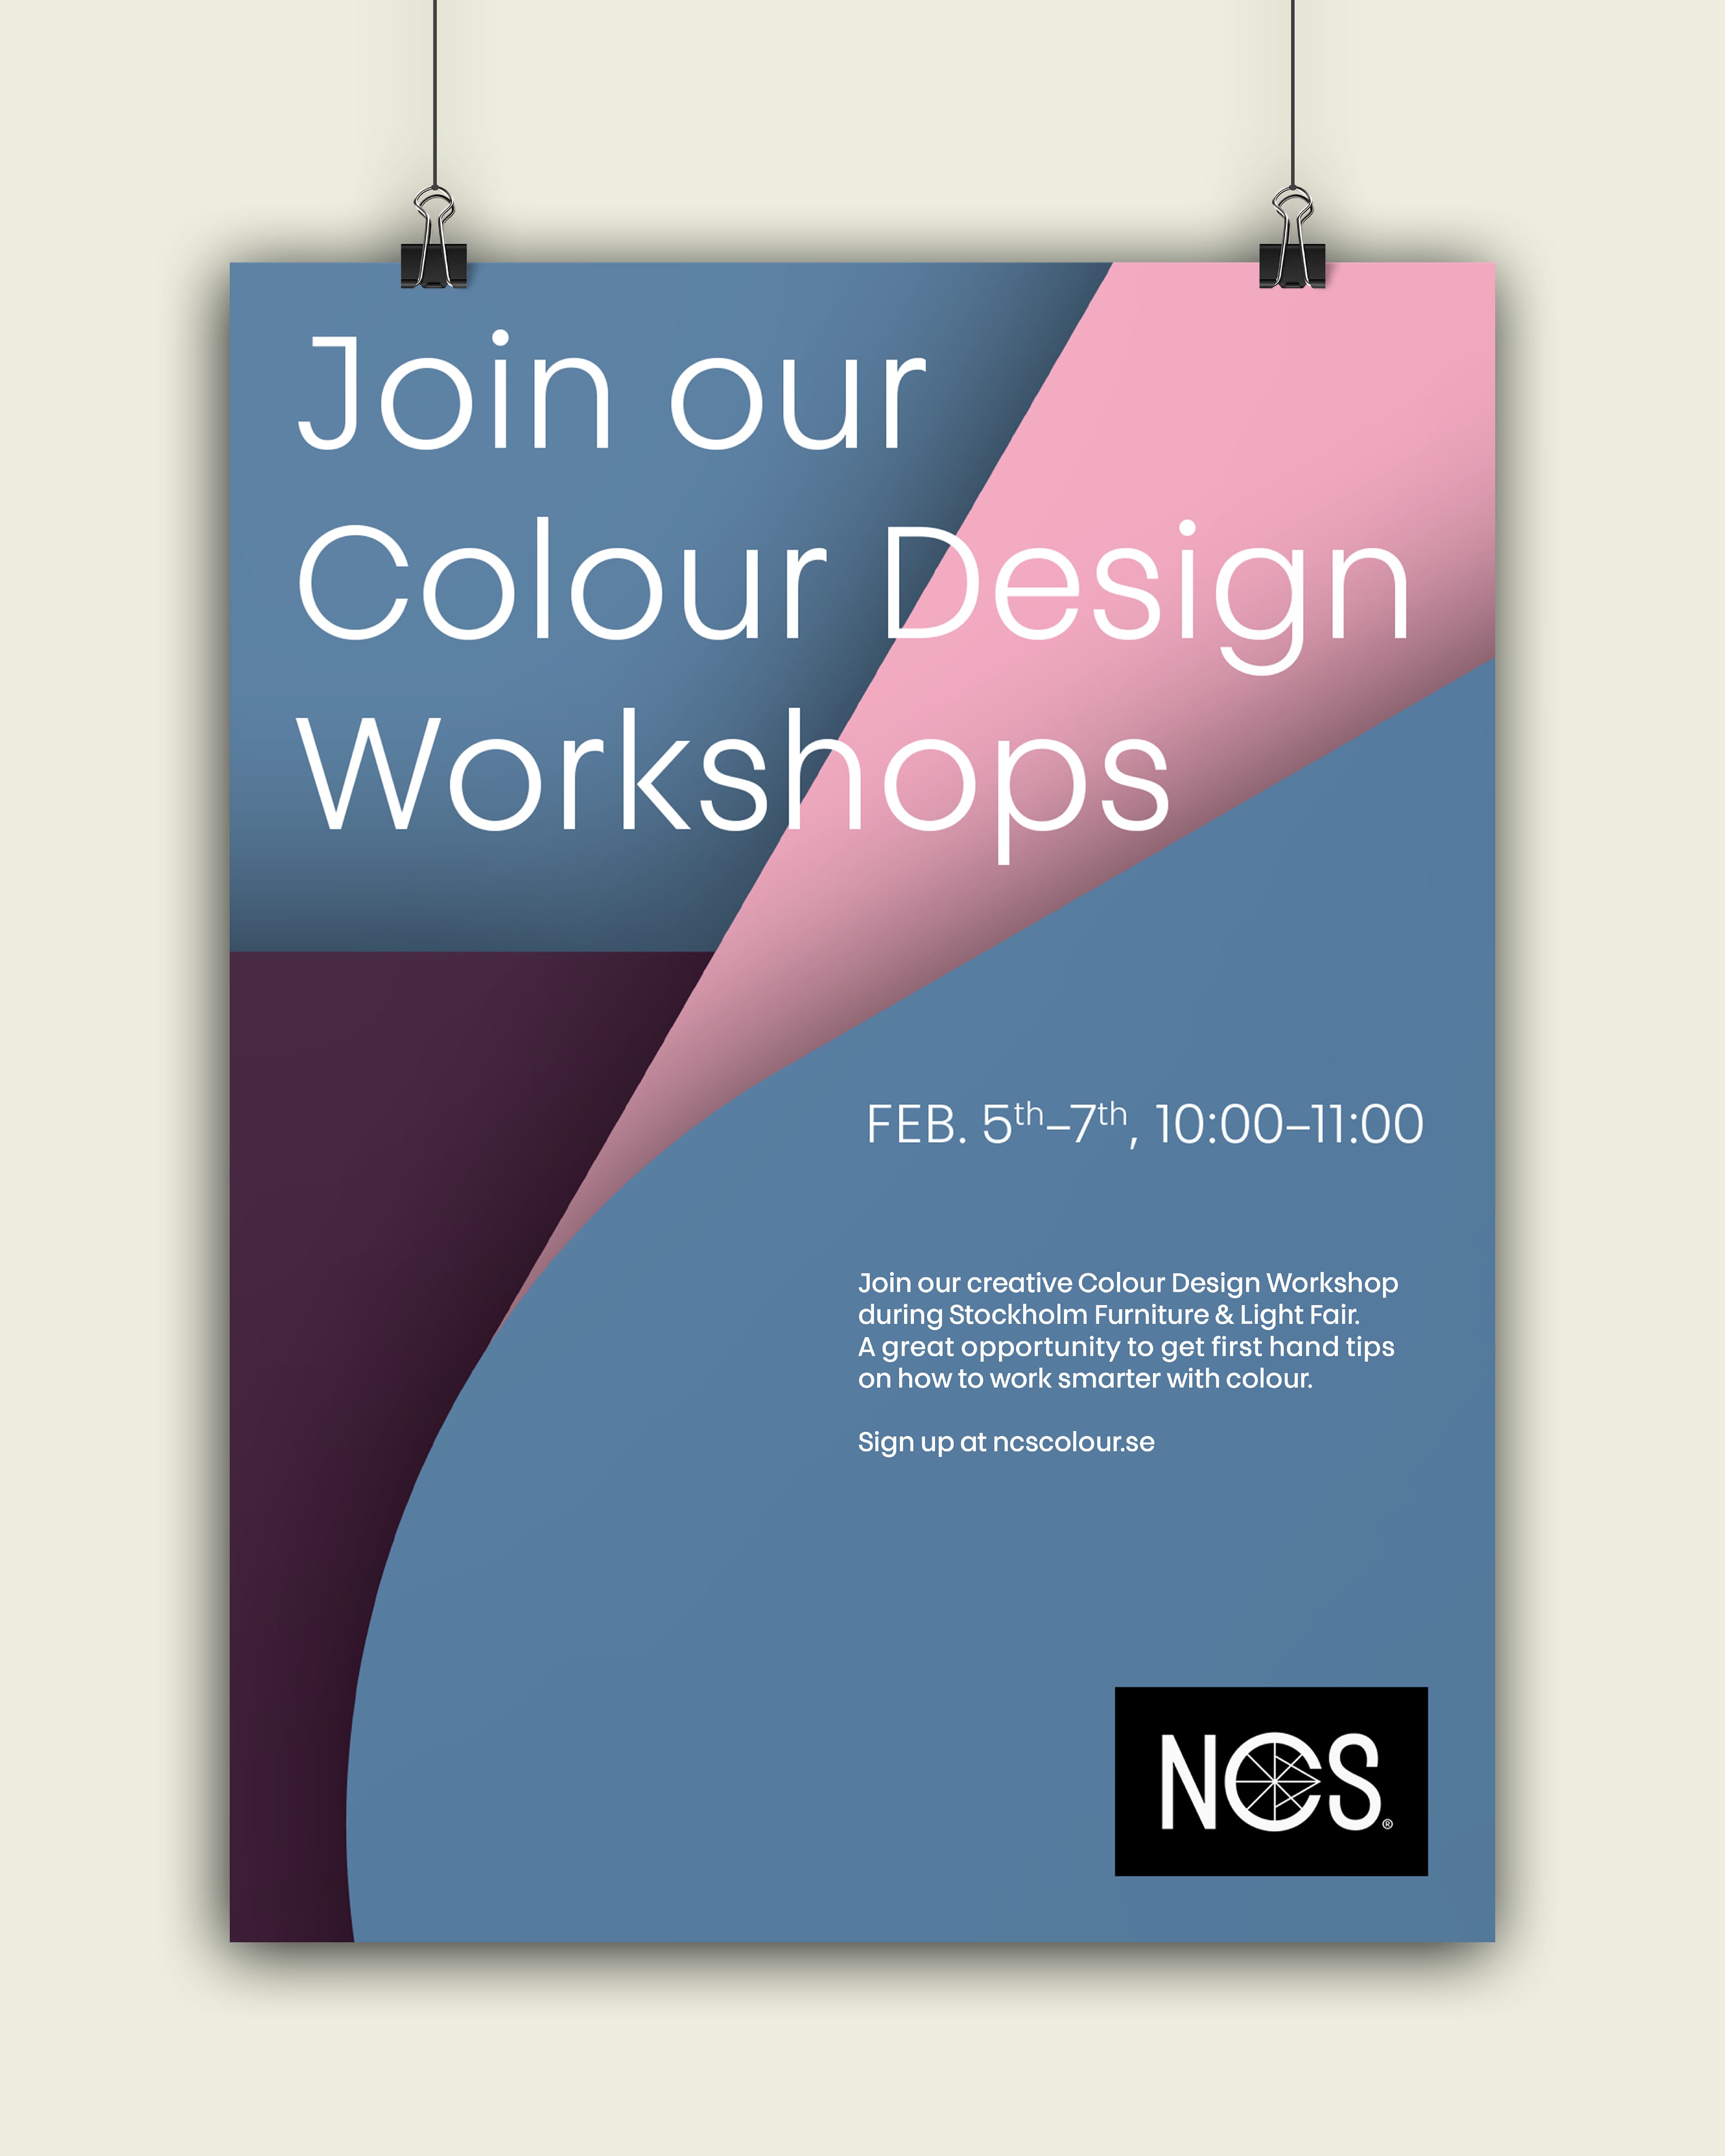 Join our
Colour Design
Workshops
FEB. 5th–7th, 10:00–11:00
Join our creative Colour Design Workshop
during Stockholm Furniture & Light Fair.
A great opportunity to get first hand tips
on how to work smarter with colour.
Sign up at ncscolour.se
NCS®